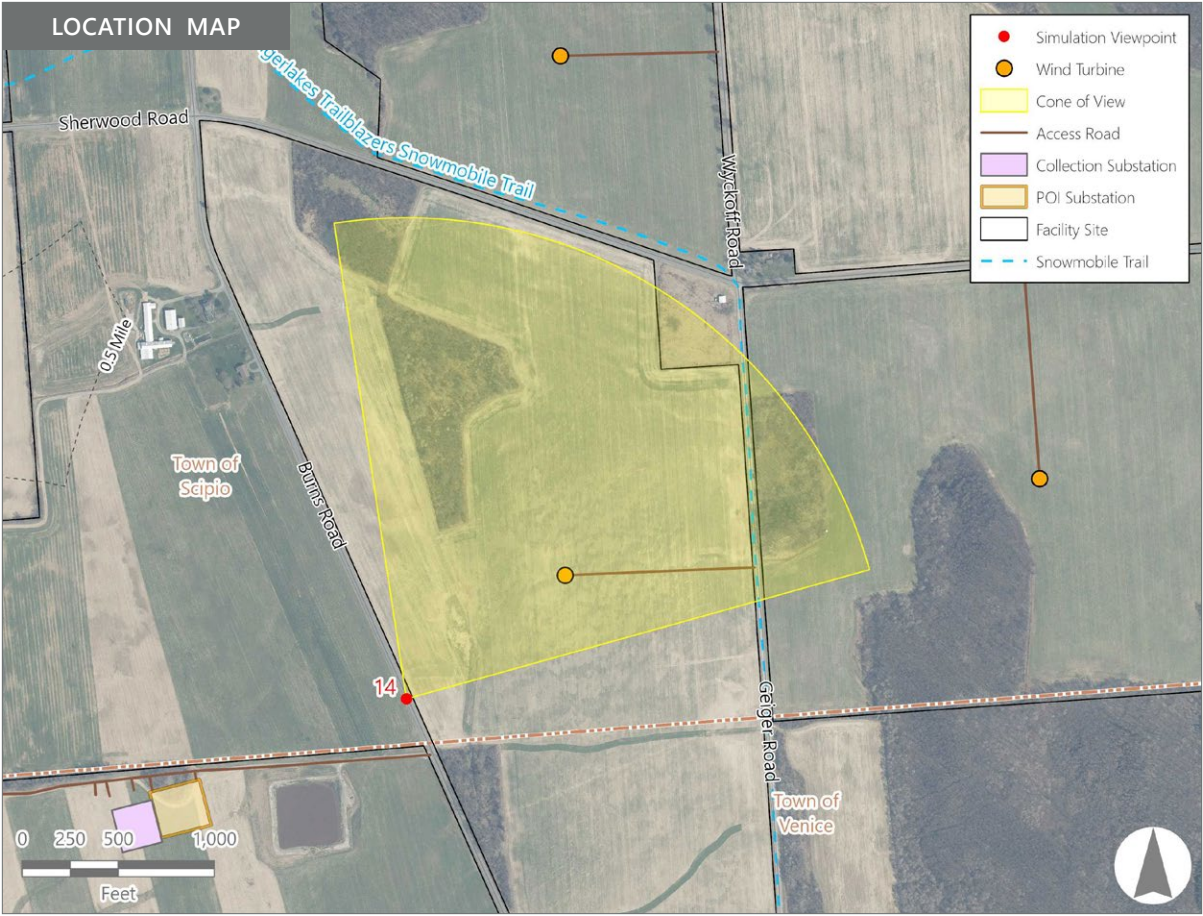 LOCATION MAP
Simulation Viewpoint
Wind Turbine
Cone of View
Access Road
Collection Substation
POI Substation
Facility Site
Snowmobile Trail
gerlakes Trailblazers Snowmobile Trail
Sherwood Road
Wyckoff Road
0.5 Mile
Town of
Scipio
Burns Road
14
Geiger Road
Town of
Venice
0 250 500 1,000
Feet